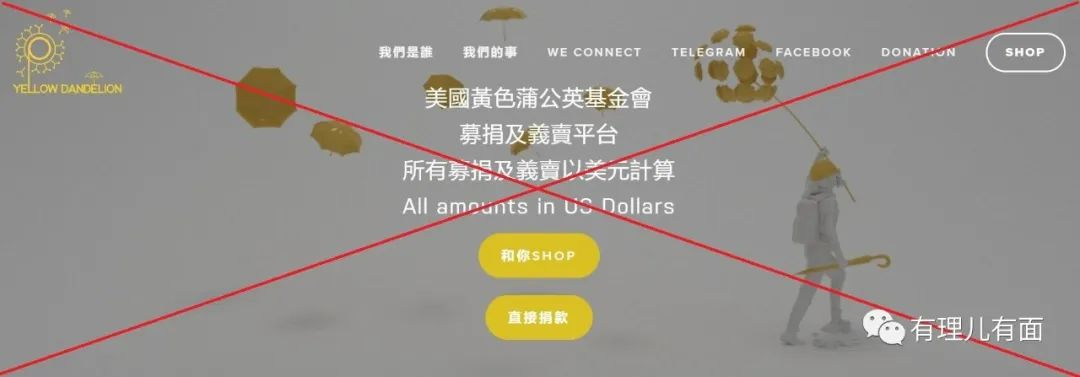 我們是誰 我們的事 WE CONNECT TELEGRAM FACEBOOK DONATION SHOP
YELLOW DANDELION
美國黃色蒲公英基金會
募捐及義賣平台
所有募捐及義賣以美元計算
All amounts in US Dollars
和你SHOP
直接捐款
有理儿有面